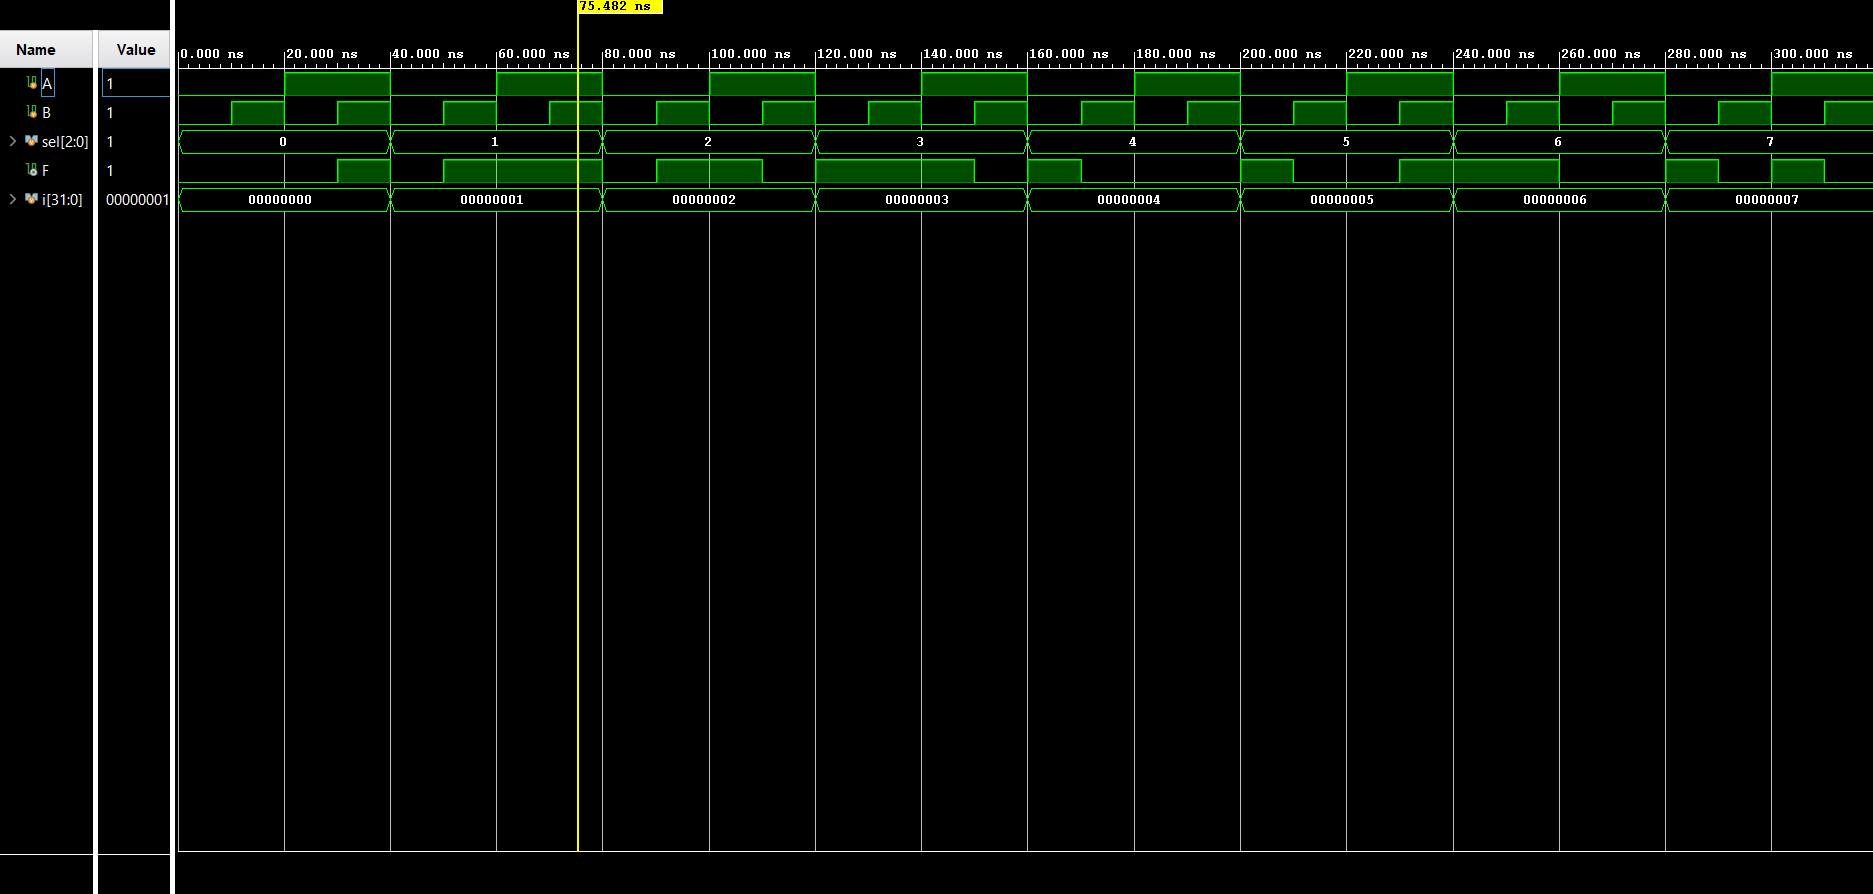 75.482 ns
Name Value 0.000 ns 20.000 ns 40.000 ns 60.000 ns 80.000 ns 100.000 ns 120.000 ns 140.000 ns 160.000 ns 180.000 ns 200.000 ns 220.000 ns 240.000 ns 260.000 ns 280.000 ns 300.000 ns
A 1
B 1
sel[2:0] 1 0 1 2 3 4 5 6 7
F 1
i[31:0] 00000001 00000000 00000001 00000002 00000003 00000004 00000005 00000006 00000007